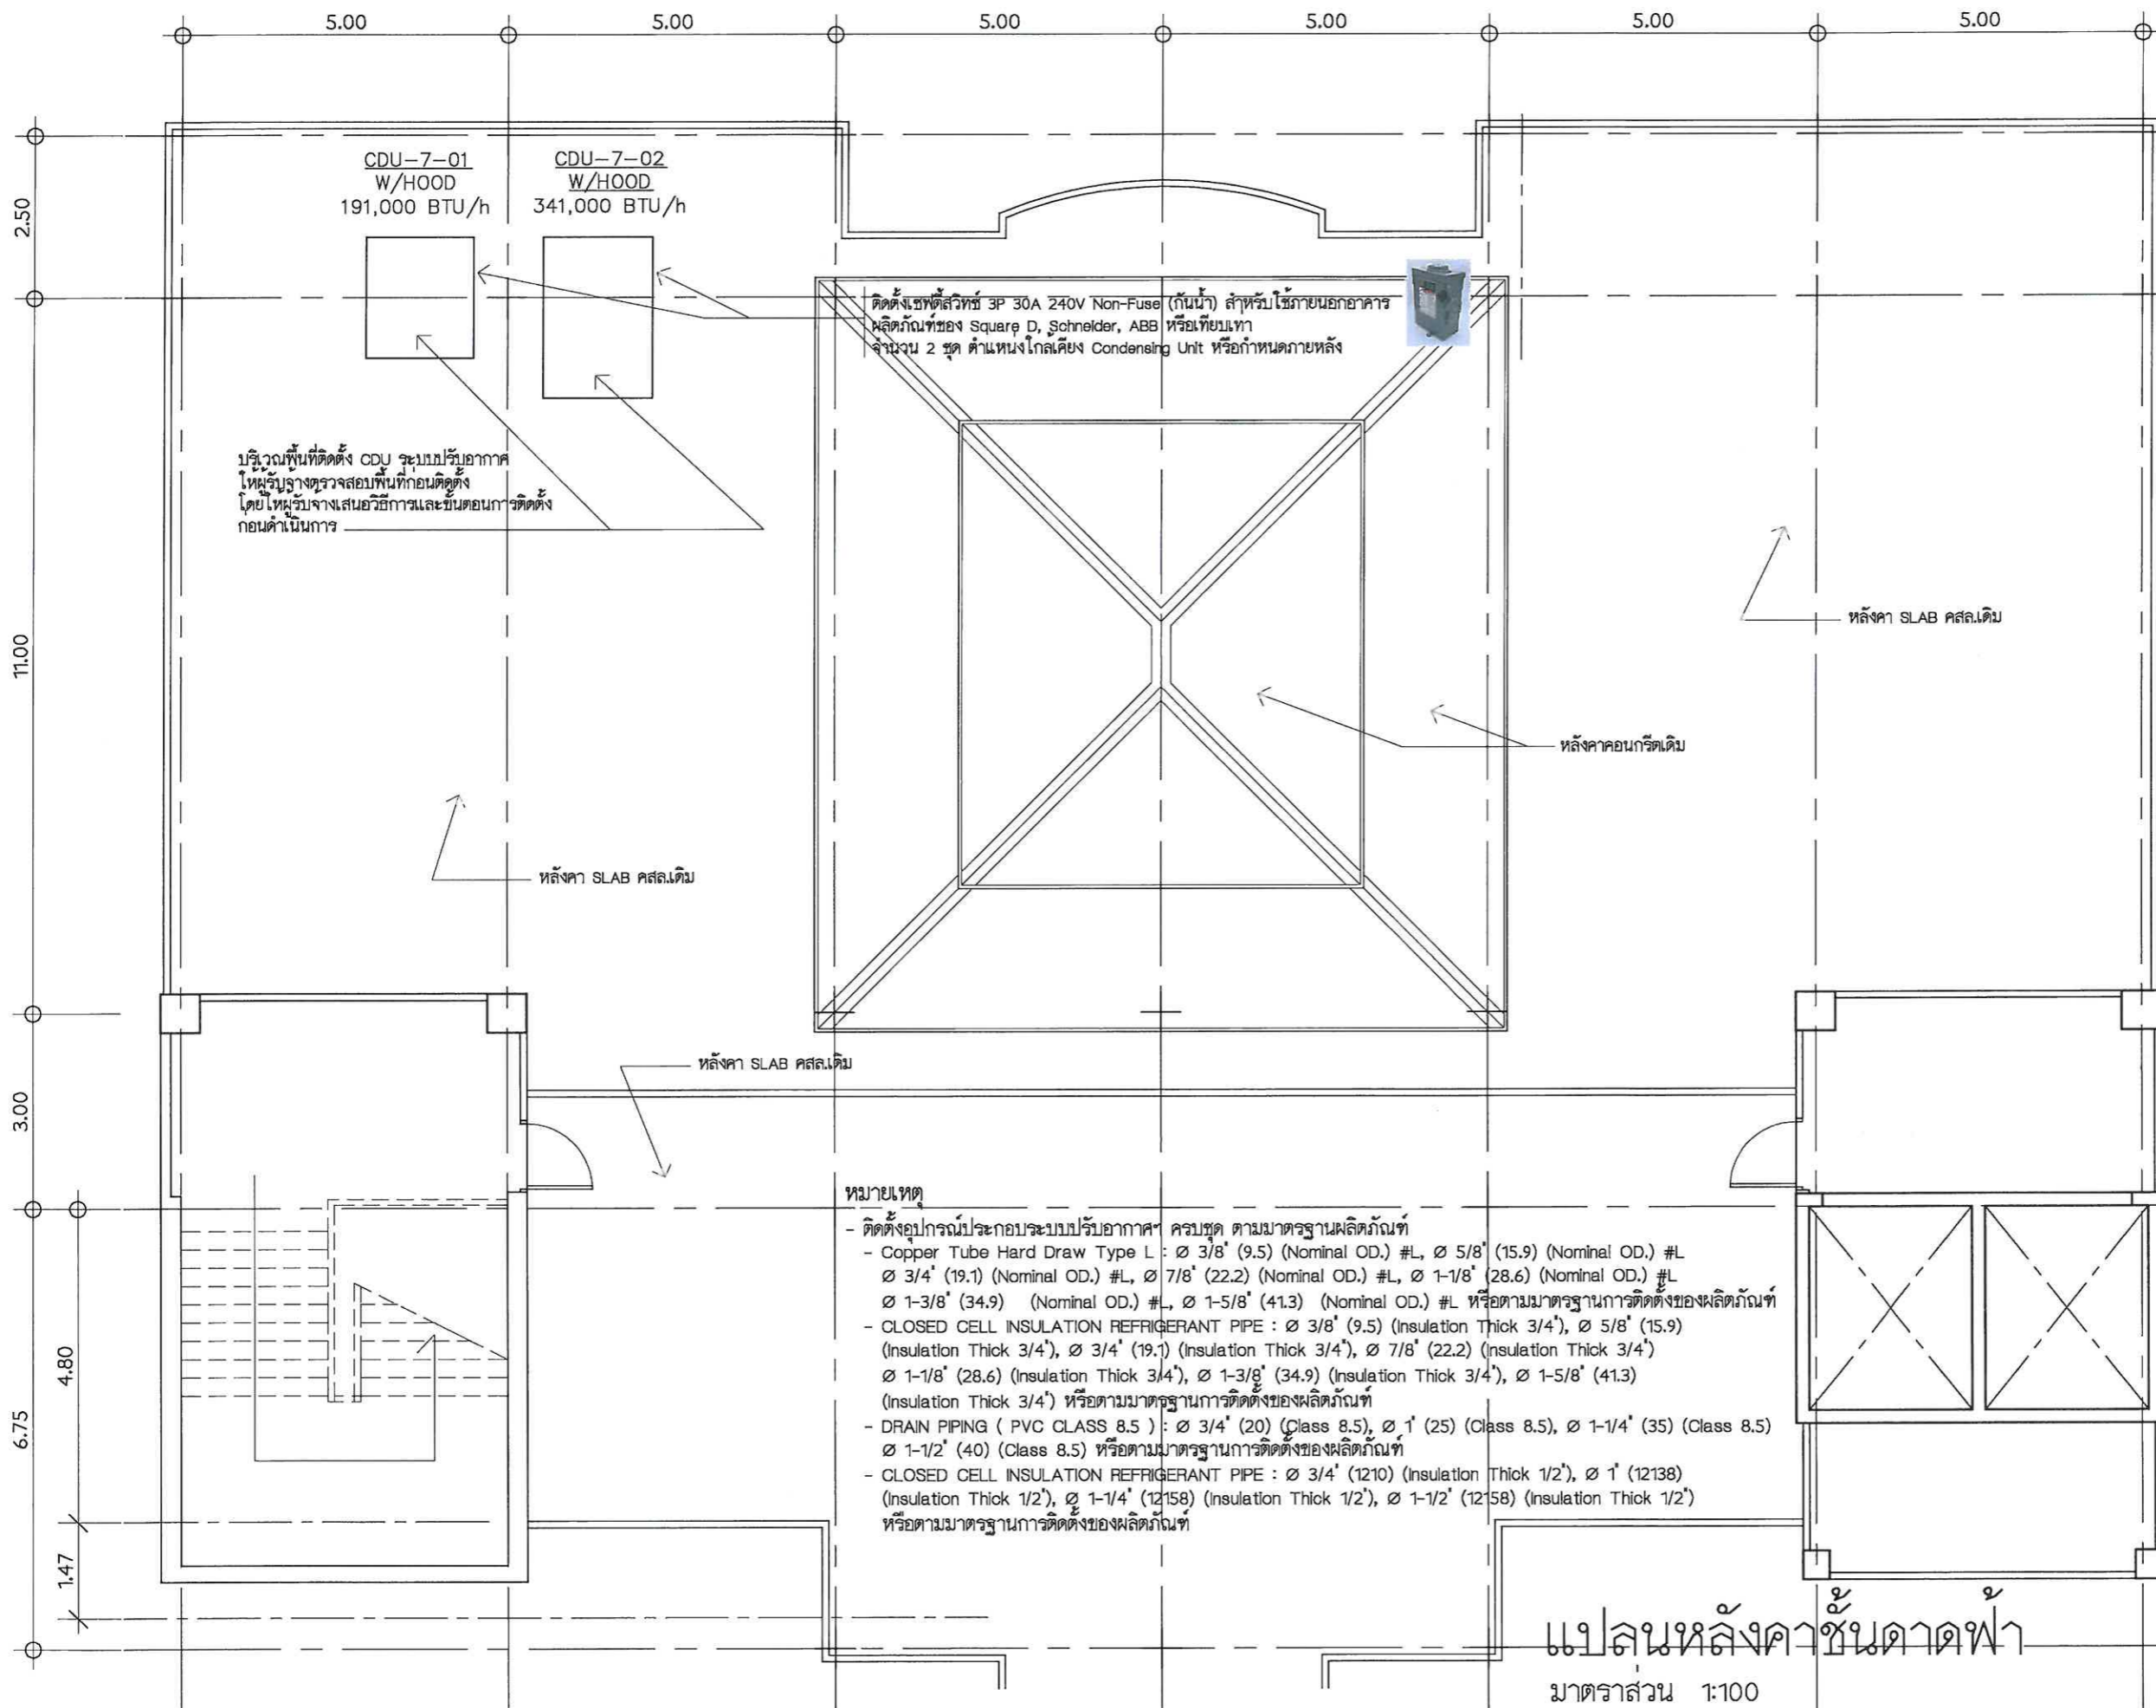 5.00 5.00 5.00 5.00 5.00 5.00
2.50
11.00
3.00
6.75
4.80
1.47
CDU-7-01
W/HOOD
191,000 BTU/h
CDU-7-02
W/HOOD
341,000 BTU/h
ติดตั้งเซฟตี้สวิทซ์ 3P 30A 240V Non-Fuse (กันน้ำ) สำหรับใช้ภายนอกอาคาร
ผลิตภัณฑ์ของ Square D, Schneider, ABB หรือเทียบเทา
จำนวน 2 ชุด ตำแหน่งใกล้เคียง Condensing Unit หรือกำหนดภายหลัง
บริเวณพื้นที่ติดตั้ง CDU ระบบปรับอากาศ
ให้ผู้รับจ้างตรวจสอบพื้นที่ก่อนติดตั้ง
โดยให้ผู้รับจ้างเสนอวิธีการและขั้นตอนการติดตั้ง
กอนดำเนินการ
หลังคา SLAB คสล.เดิม
หลังคาคอนกรีตเดิม
หลังคา SLAB คสล.เดิม
หลังคา SLAB คสล.เดิม
หมายเหตุ
- ติดตั้งอุปกรณ์ประกอบระบบปรับอากาศฯ ครบชุด ตามมาตรฐานผลิตภัณฑ์
- Copper Tube Hard Draw Type L : Ø 3/8" (9.5) (Nominal OD.) #L, Ø 5/8" (15.9) (Nominal OD.) #L
Ø 3/4" (19.1) (Nominal OD.) #L, Ø 7/8" (22.2) (Nominal OD.) #L, Ø 1-1/8" (28.6) (Nominal OD.) #L
Ø 1-3/8" (34.9) (Nominal OD.) #L, Ø 1-5/8" (41.3) (Nominal OD.) #L หรือตามมาตรฐานการติดตั้งของผลิตภัณฑ์
- CLOSED CELL INSULATION REFRIGERANT PIPE : Ø 3/8" (9.5) (Insulation Thick 3/4"), Ø 5/8" (15.9)
(Insulation Thick 3/4"), Ø 3/4" (19.1) (Insulation Thick 3/4"), Ø 7/8" (22.2) (Insulation Thick 3/4")
Ø 1-1/8" (28.6) (Insulation Thick 3/4"), Ø 1-3/8" (34.9) (Insulation Thick 3/4"), Ø 1-5/8" (41.3)
(Insulation Thick 3/4") หรือตามมาตรฐานการติดตั้งของผลิตภัณฑ์
- DRAIN PIPING ( PVC CLASS 8.5 ) : Ø 3/4" (20) (Class 8.5), Ø 1" (25) (Class 8.5), Ø 1-1/4" (35) (Class 8.5)
Ø 1-1/2" (40) (Class 8.5) หรือตามมาตรฐานการติดตั้งของผลิตภัณฑ์
- CLOSED CELL INSULATION REFRIGERANT PIPE : Ø 3/4" (1210) (Insulation Thick 1/2"), Ø 1" (12138)
(Insulation Thick 1/2"), Ø 1-1/4" (12158) (Insulation Thick 1/2"), Ø 1-1/2" (12158) (Insulation Thick 1/2")
หรือตามมาตรฐานการติดตั้งของผลิตภัณฑ์
แปลนหลังคาชั้นดาดฟ้า
มาตราส่วน 1:100